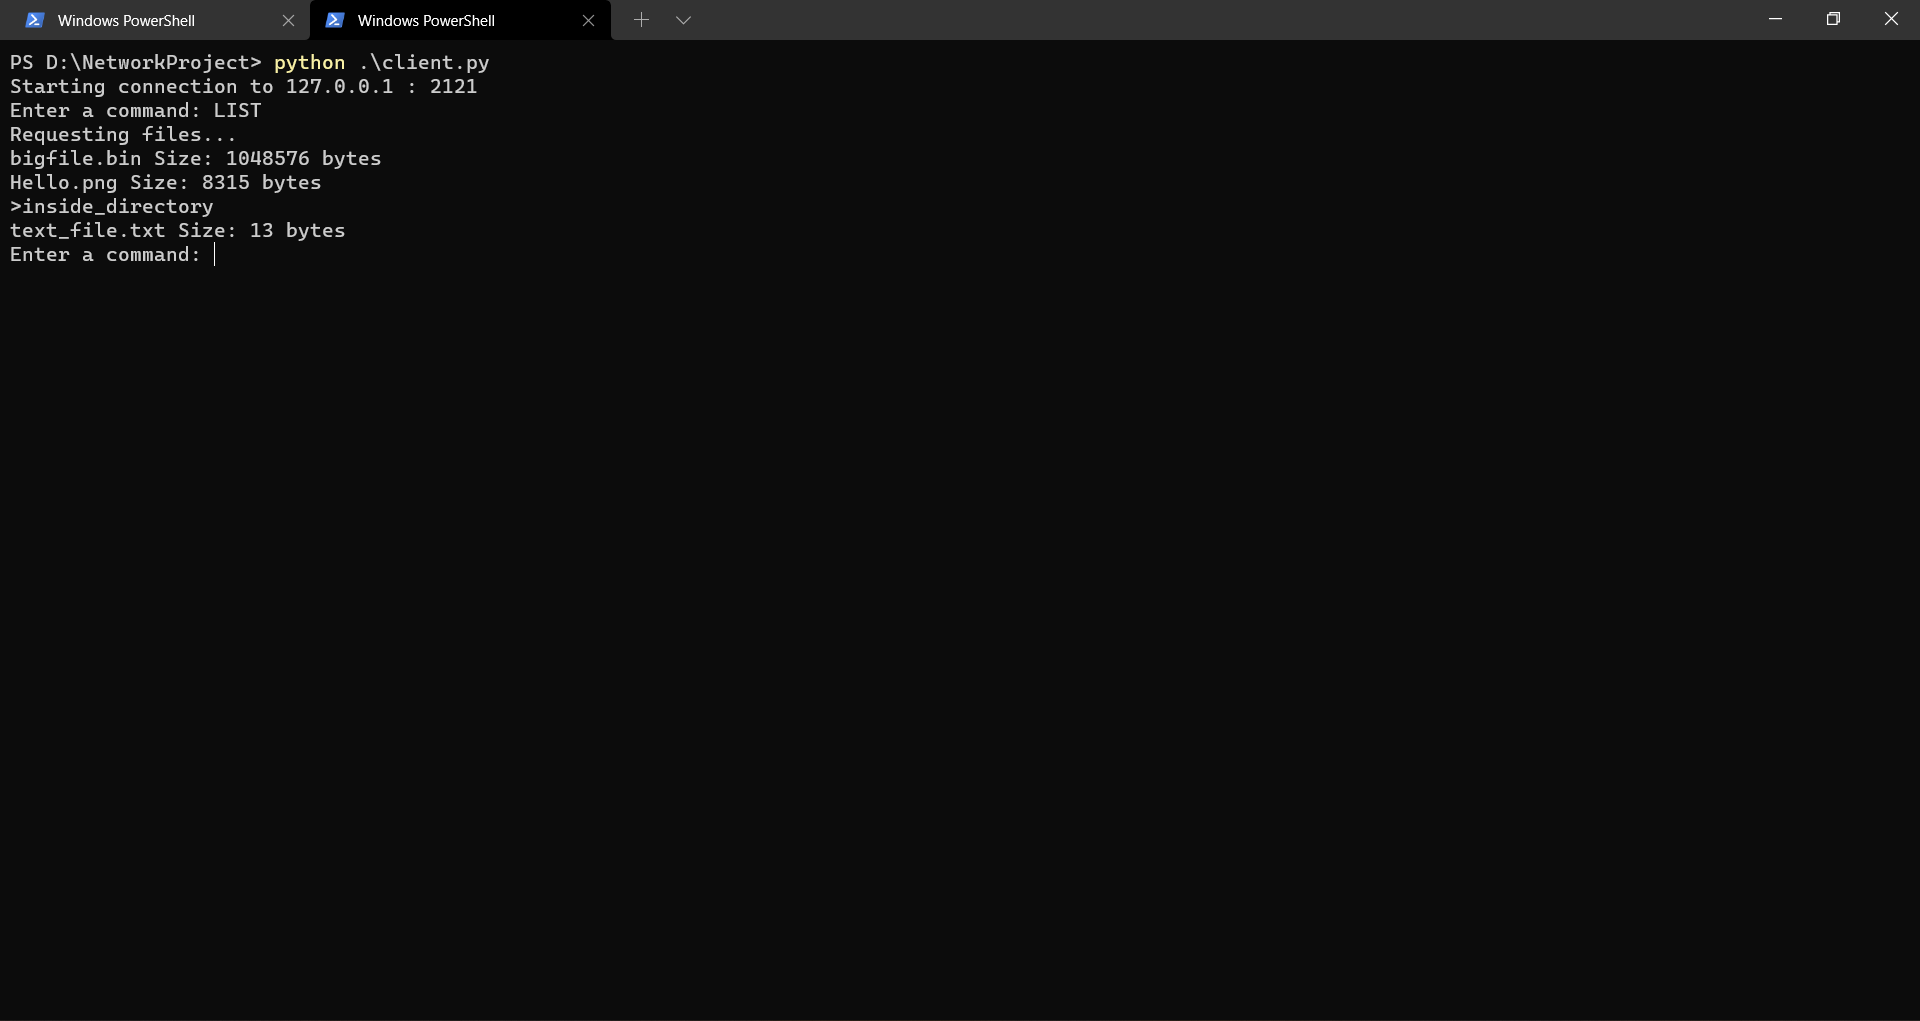 Windows PowerShell
Windows PowerShell
PS D:\NetworkProject> python .\client.py
Starting connection to 127.0.0.1 : 2121
Enter a command: LIST
Requesting files...
bigfile.bin Size: 1048576 bytes
Hello.png Size: 8315 bytes
>inside_directory
text_file.txt Size: 13 bytes
Enter a command: